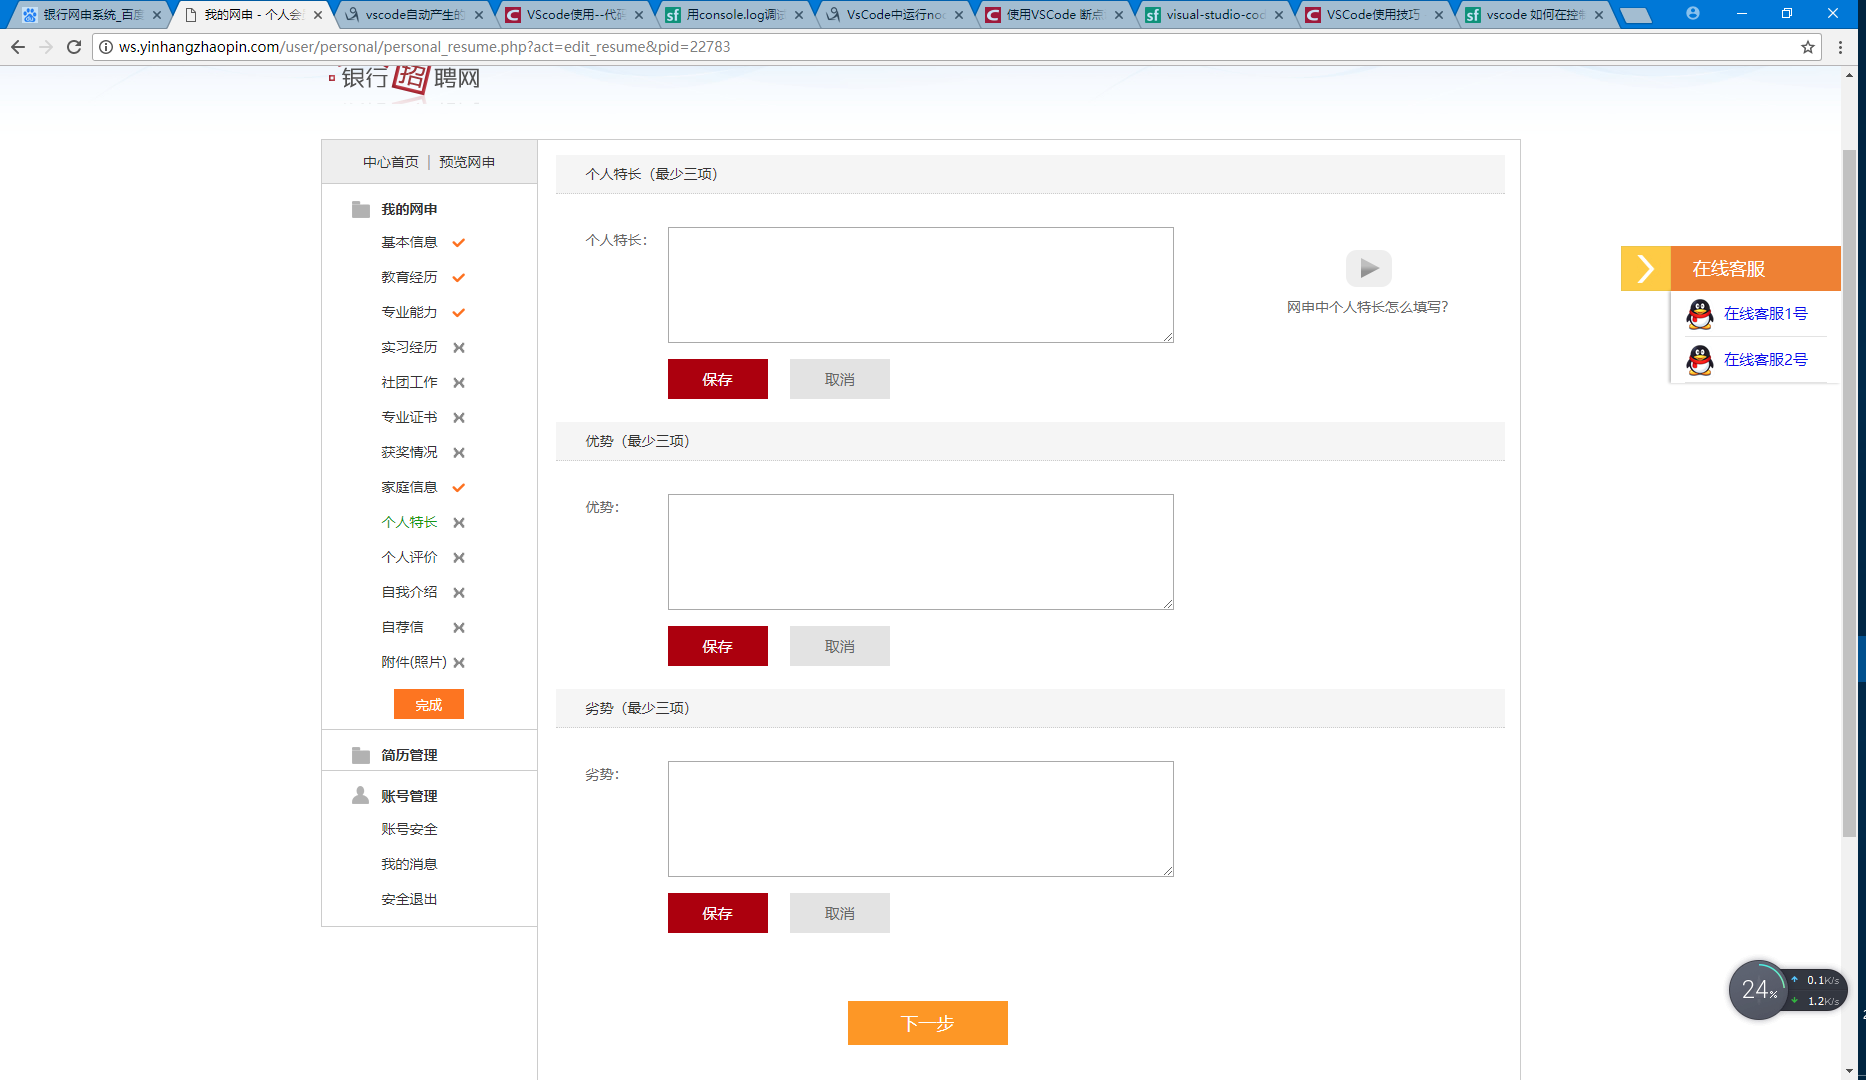 银行网申系统_百度
我的网申 - 个人会
vscode自动产生的
VScode使用--代码
用console.log调试
VsCode中运行noc
使用VSCode 断点
visual-studio-cod
VSCode使用技巧
vscode 如何在控制
ws.yinhangzhaopin.com/user/personal/personal_resume.php?act=edit_resume&pid=22783
银行招聘网
中心首页 | 预览网申
我的网申
基本信息
教育经历
专业能力
实习经历
社团工作
专业证书
获奖情况
家庭信息
个人特长
个人评价
自我介绍
自荐信
附件(照片)
完成
简历管理
账号管理
账号安全
我的消息
安全退出
个人特长（最少三项）
个人特长：
网申中个人特长怎么填写？
保存 取消
优势（最少三项）
优势：
保存 取消
劣势（最少三项）
劣势：
保存 取消
下一步
在线客服
在线客服1号
在线客服2号
24%
0.1K/s
1.2K/s